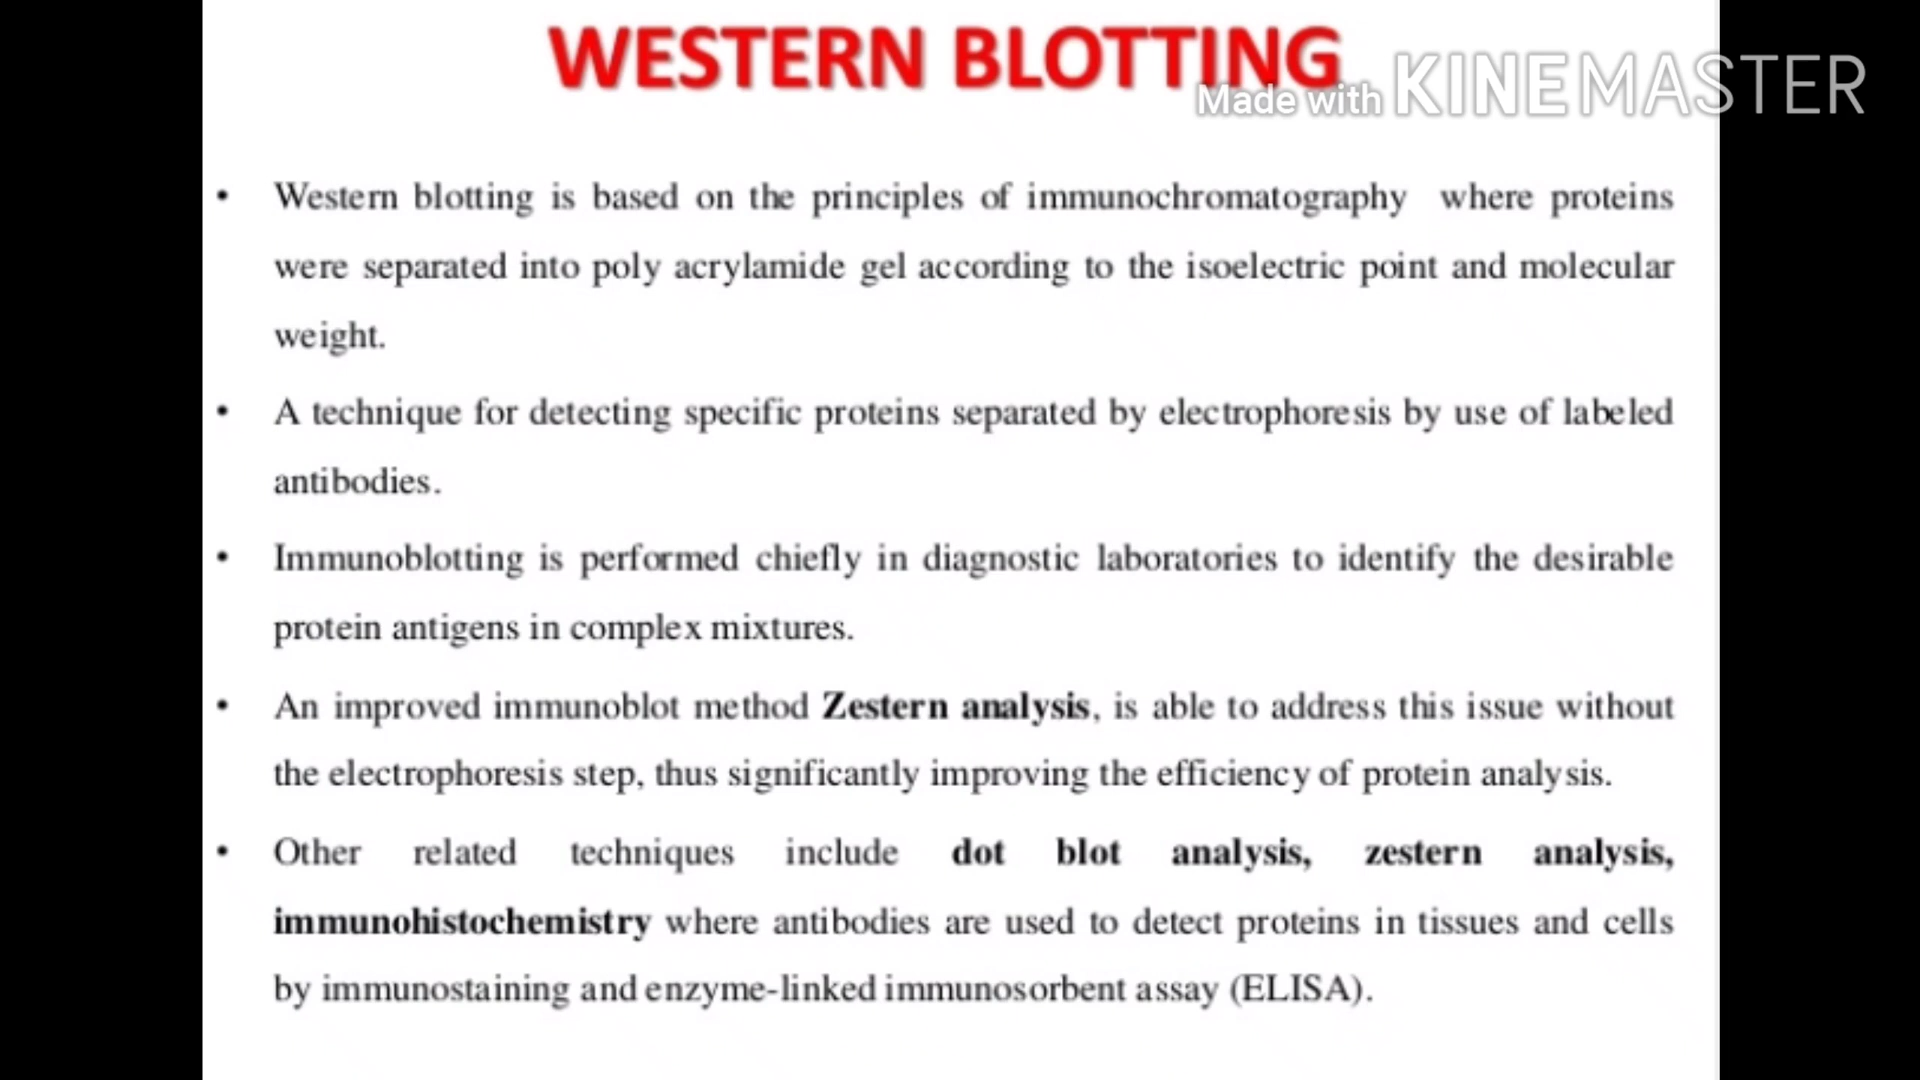 WESTERN BLOTTING
Made with KINEMASTER
• Western blotting is based on the principles of immunochromatography where proteins
were separated into poly acrylamide gel according to the isoelectric point and molecular
weight.
• A technique for detecting specific proteins separated by electrophoresis by use of labeled
antibodies.
• Immunoblotting is performed chiefly in diagnostic laboratories to identify the desirable
protein antigens in complex mixtures.
• An improved immunoblot method Zestern analysis, is able to address this issue without
the electrophoresis step, thus significantly improving the efficiency of protein analysis.
• Other related techniques include dot blot analysis, zestern analysis,
immunohistochemistry where antibodies are used to detect proteins in tissues and cells
by immunostaining and enzyme-linked immunosorbent assay (ELISA).